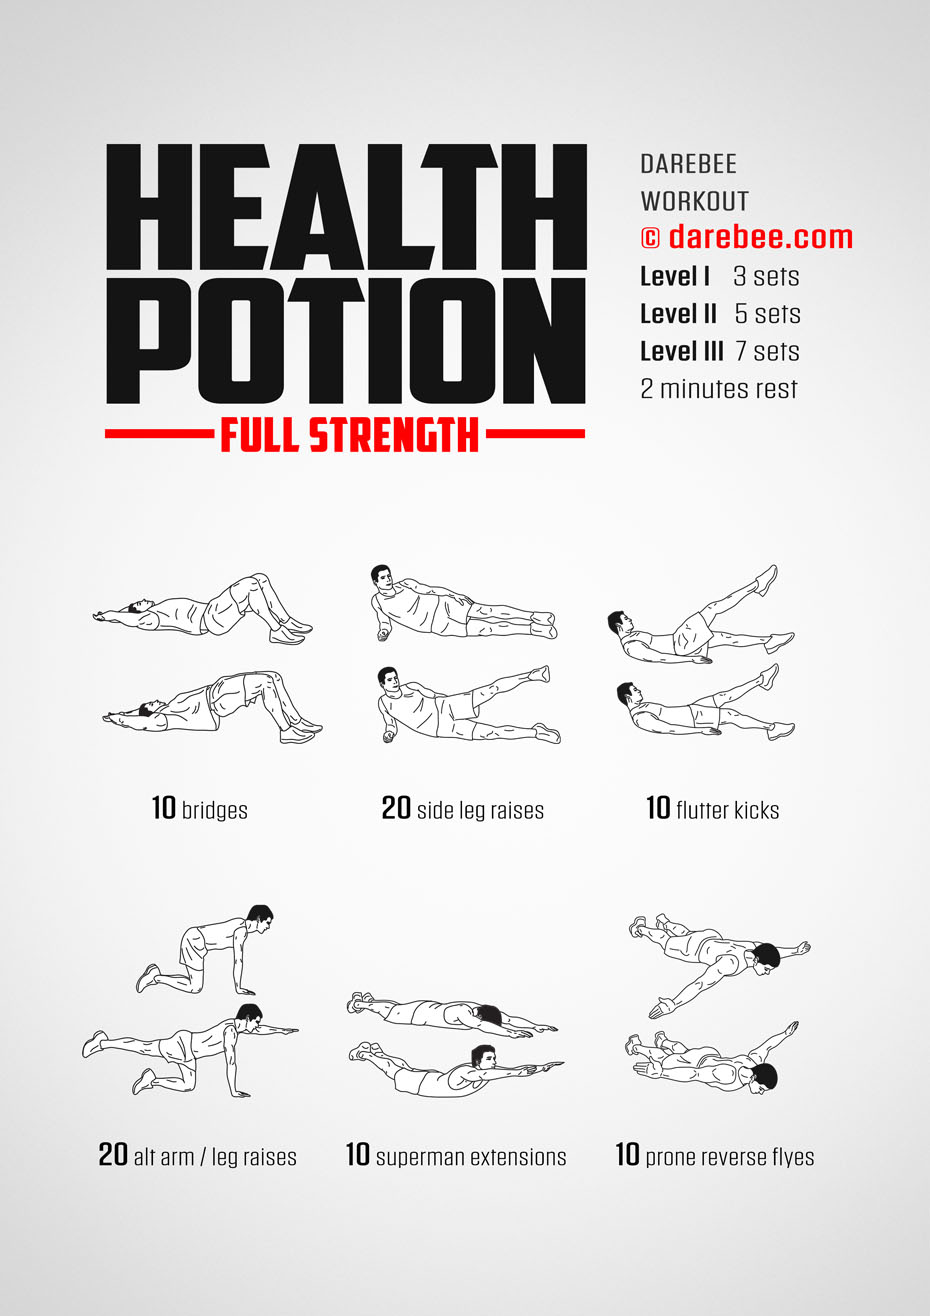 HEALTH
POTION
FULL STRENGTH
DAREBEE
WORKOUT
© darebee.com
Level I 3 sets
Level II 5 sets
Level III 7 sets
2 minutes rest
10 bridges
20 side leg raises
10 flutter kicks
20 alt arm / leg raises
10 superman extensions
10 prone reverse flyes